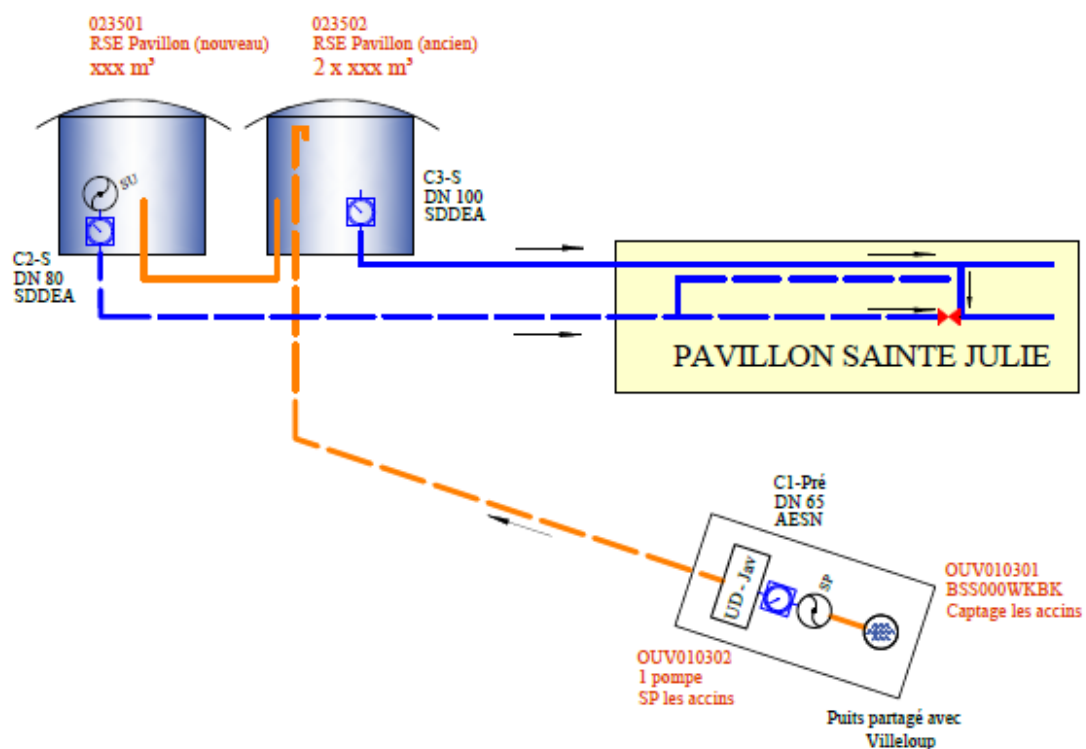 023501
RSE Pavillon (nouveau)
xxx m³
023502
RSE Pavillon (ancien)
2 x xxx m³
SU
C2-S
DN 80
SDDEA
C3-S
DN 100
SDDEA
PAVILLON SAINTE JULIE
C1-Pré
DN 65
AESN
UD - Jav
SP
OUV010301
BSS000WKBK
Captage les accins
OUV010302
1 pompe
SP les accins
Puits partagé avec
Villeloup